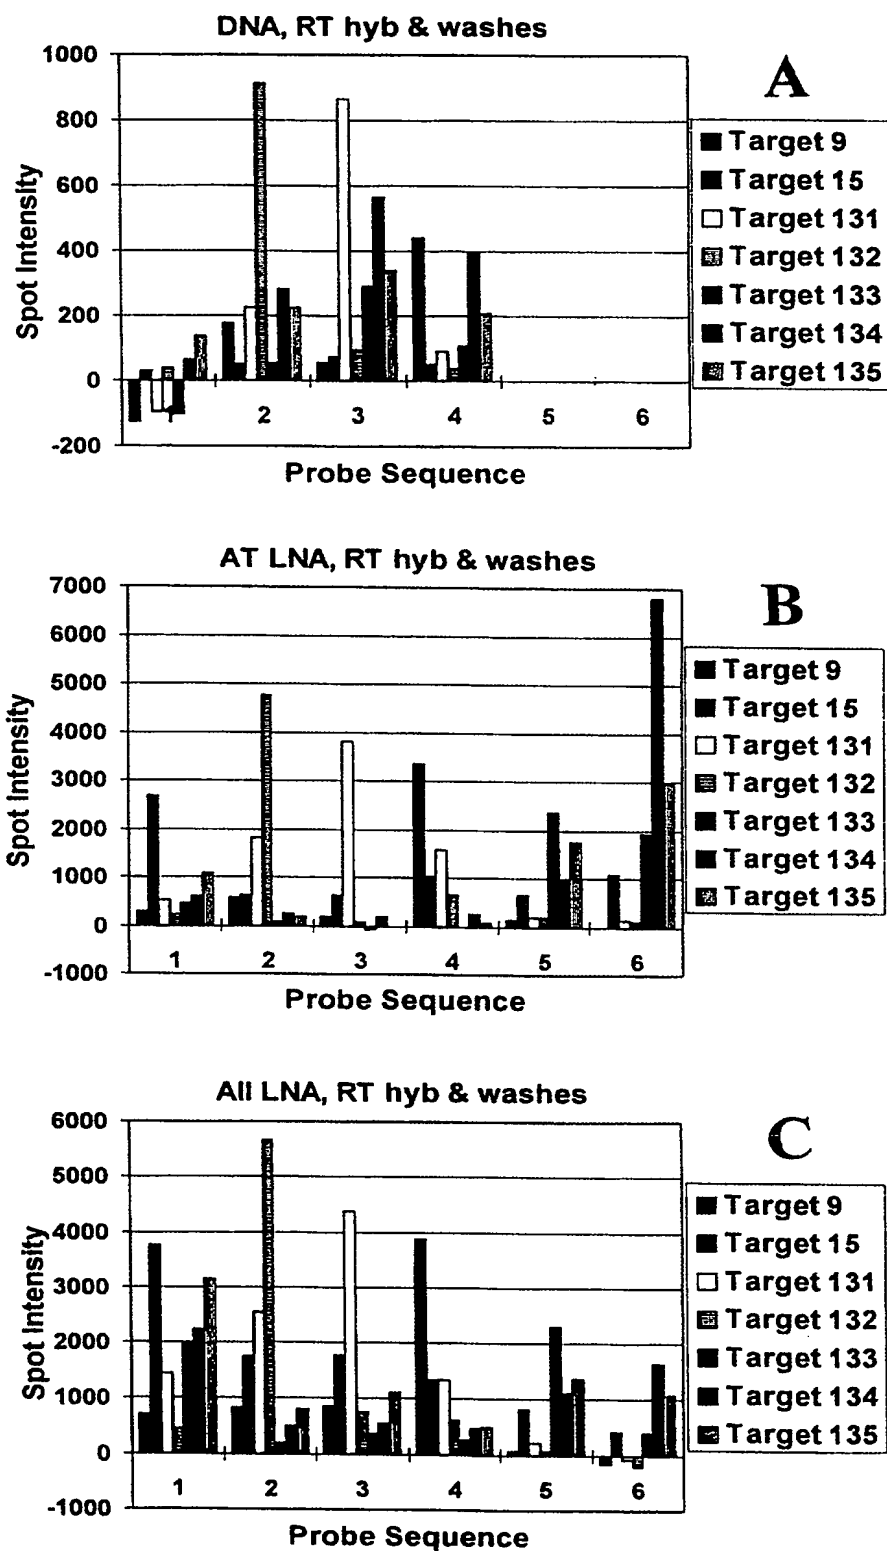 DNA, RT hyb & washes
A
1000
800
600
400
200
0
-200
Spot Intensity
1 2 3 4 5 6
Probe Sequence
Target 9
Target 15
Target 131
Target 132
Target 133
Target 134
Target 135
AT LNA, RT hyb & washes
B
7000
6000
5000
4000
3000
2000
1000
0
-1000
Spot Intensity
1 2 3 4 5 6
Probe Sequence
Target 9
Target 15
Target 131
Target 132
Target 133
Target 134
Target 135
All LNA, RT hyb & washes
C
6000
5000
4000
3000
2000
1000
0
-1000
Spot Intensity
1 2 3 4 5 6
Probe Sequence
Target 9
Target 15
Target 131
Target 132
Target 133
Target 134
Target 135